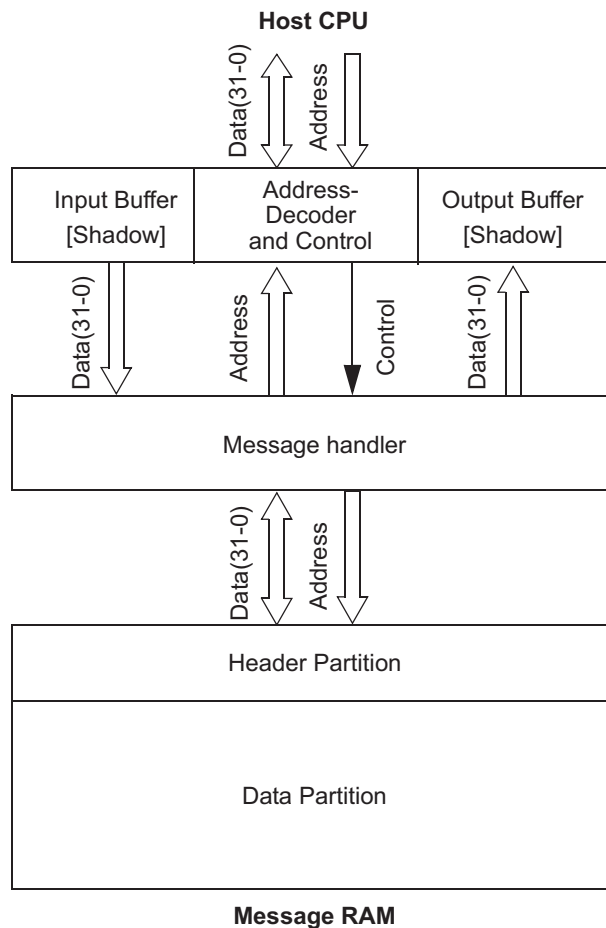 Host CPU
Data(31-0)
Address
Input Buffer
[Shadow]
Address-
Decoder
and Control
Output Buffer
[Shadow]
Data(31-0)
Address
Control
Data(31-0)
Message handler
Data(31-0)
Address
Header Partition
Data Partition
Message RAM